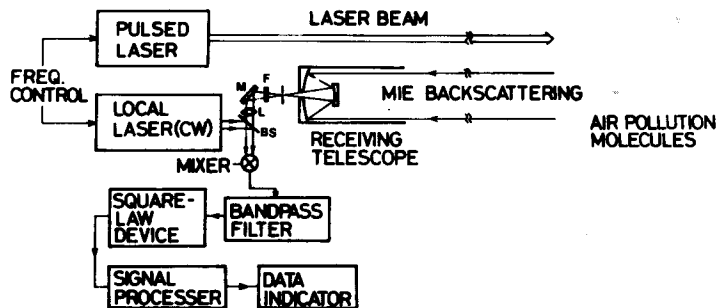 PULSED
LASER
LASER BEAM
FREQ.
CONTROL
LOCAL
LASER(CW)
M
F
L
BS
MIE BACKSCATTERING
RECEIVING
TELESCOPE
AIR POLLUTION
MOLECULES
MIXER
SQUARE-
LAW
DEVICE
BANDPASS
FILTER
SIGNAL
PROCESSER
DATA
INDICATOR